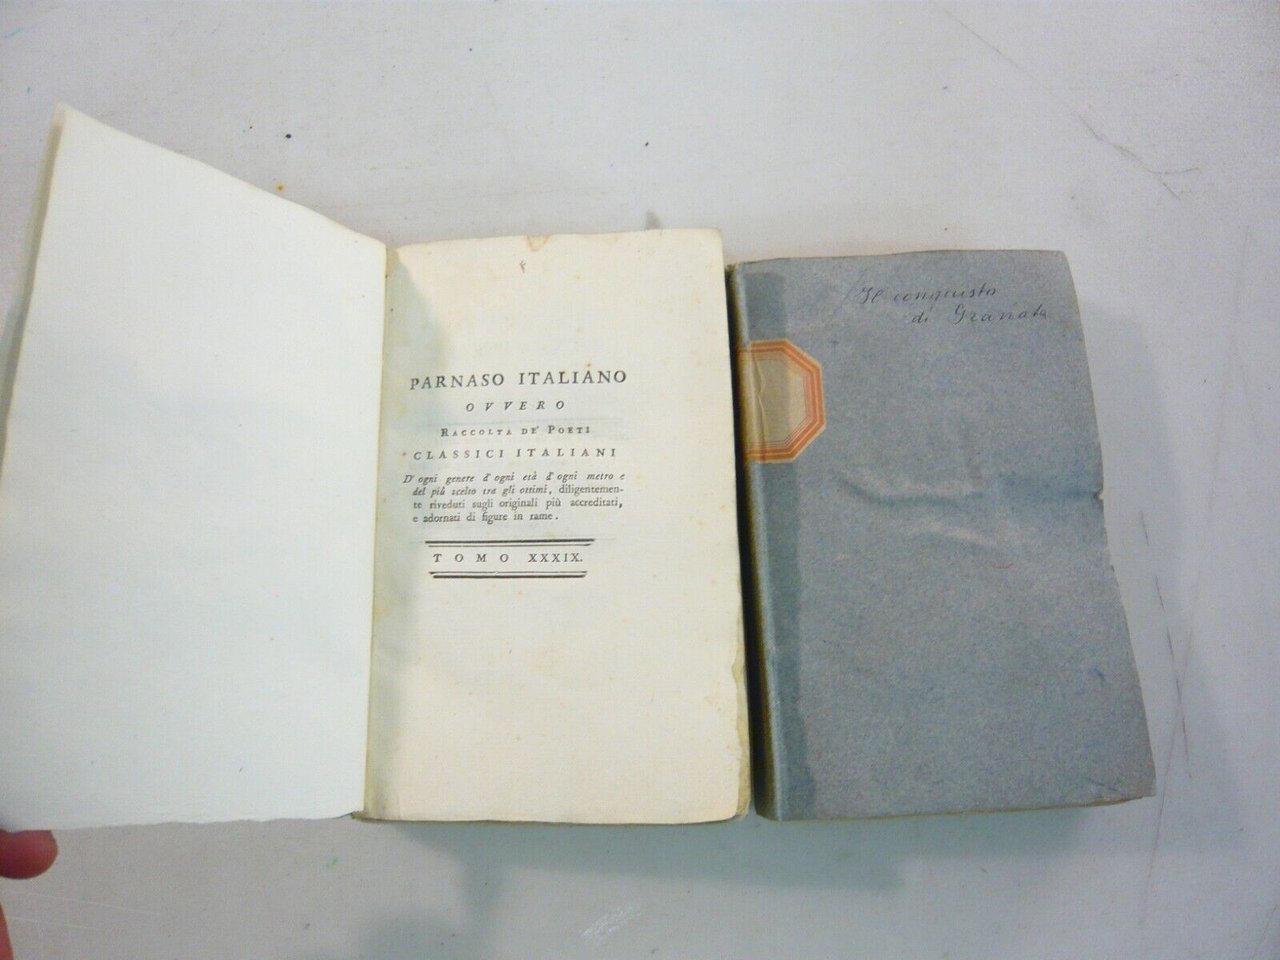 PARNASO ITALIANO
OVVERO
RACCOLTA DE' POETI
CLASSICI ITALIANI
D'ogni genere d'ogni età d'ogni metro e
del più scelto tra gli ottimi, diligentemen-
te riveduti sugli originali più accreditati,
e adornati di figure in rame.
TOMO XXXIX.
Il conquisto
di Granata